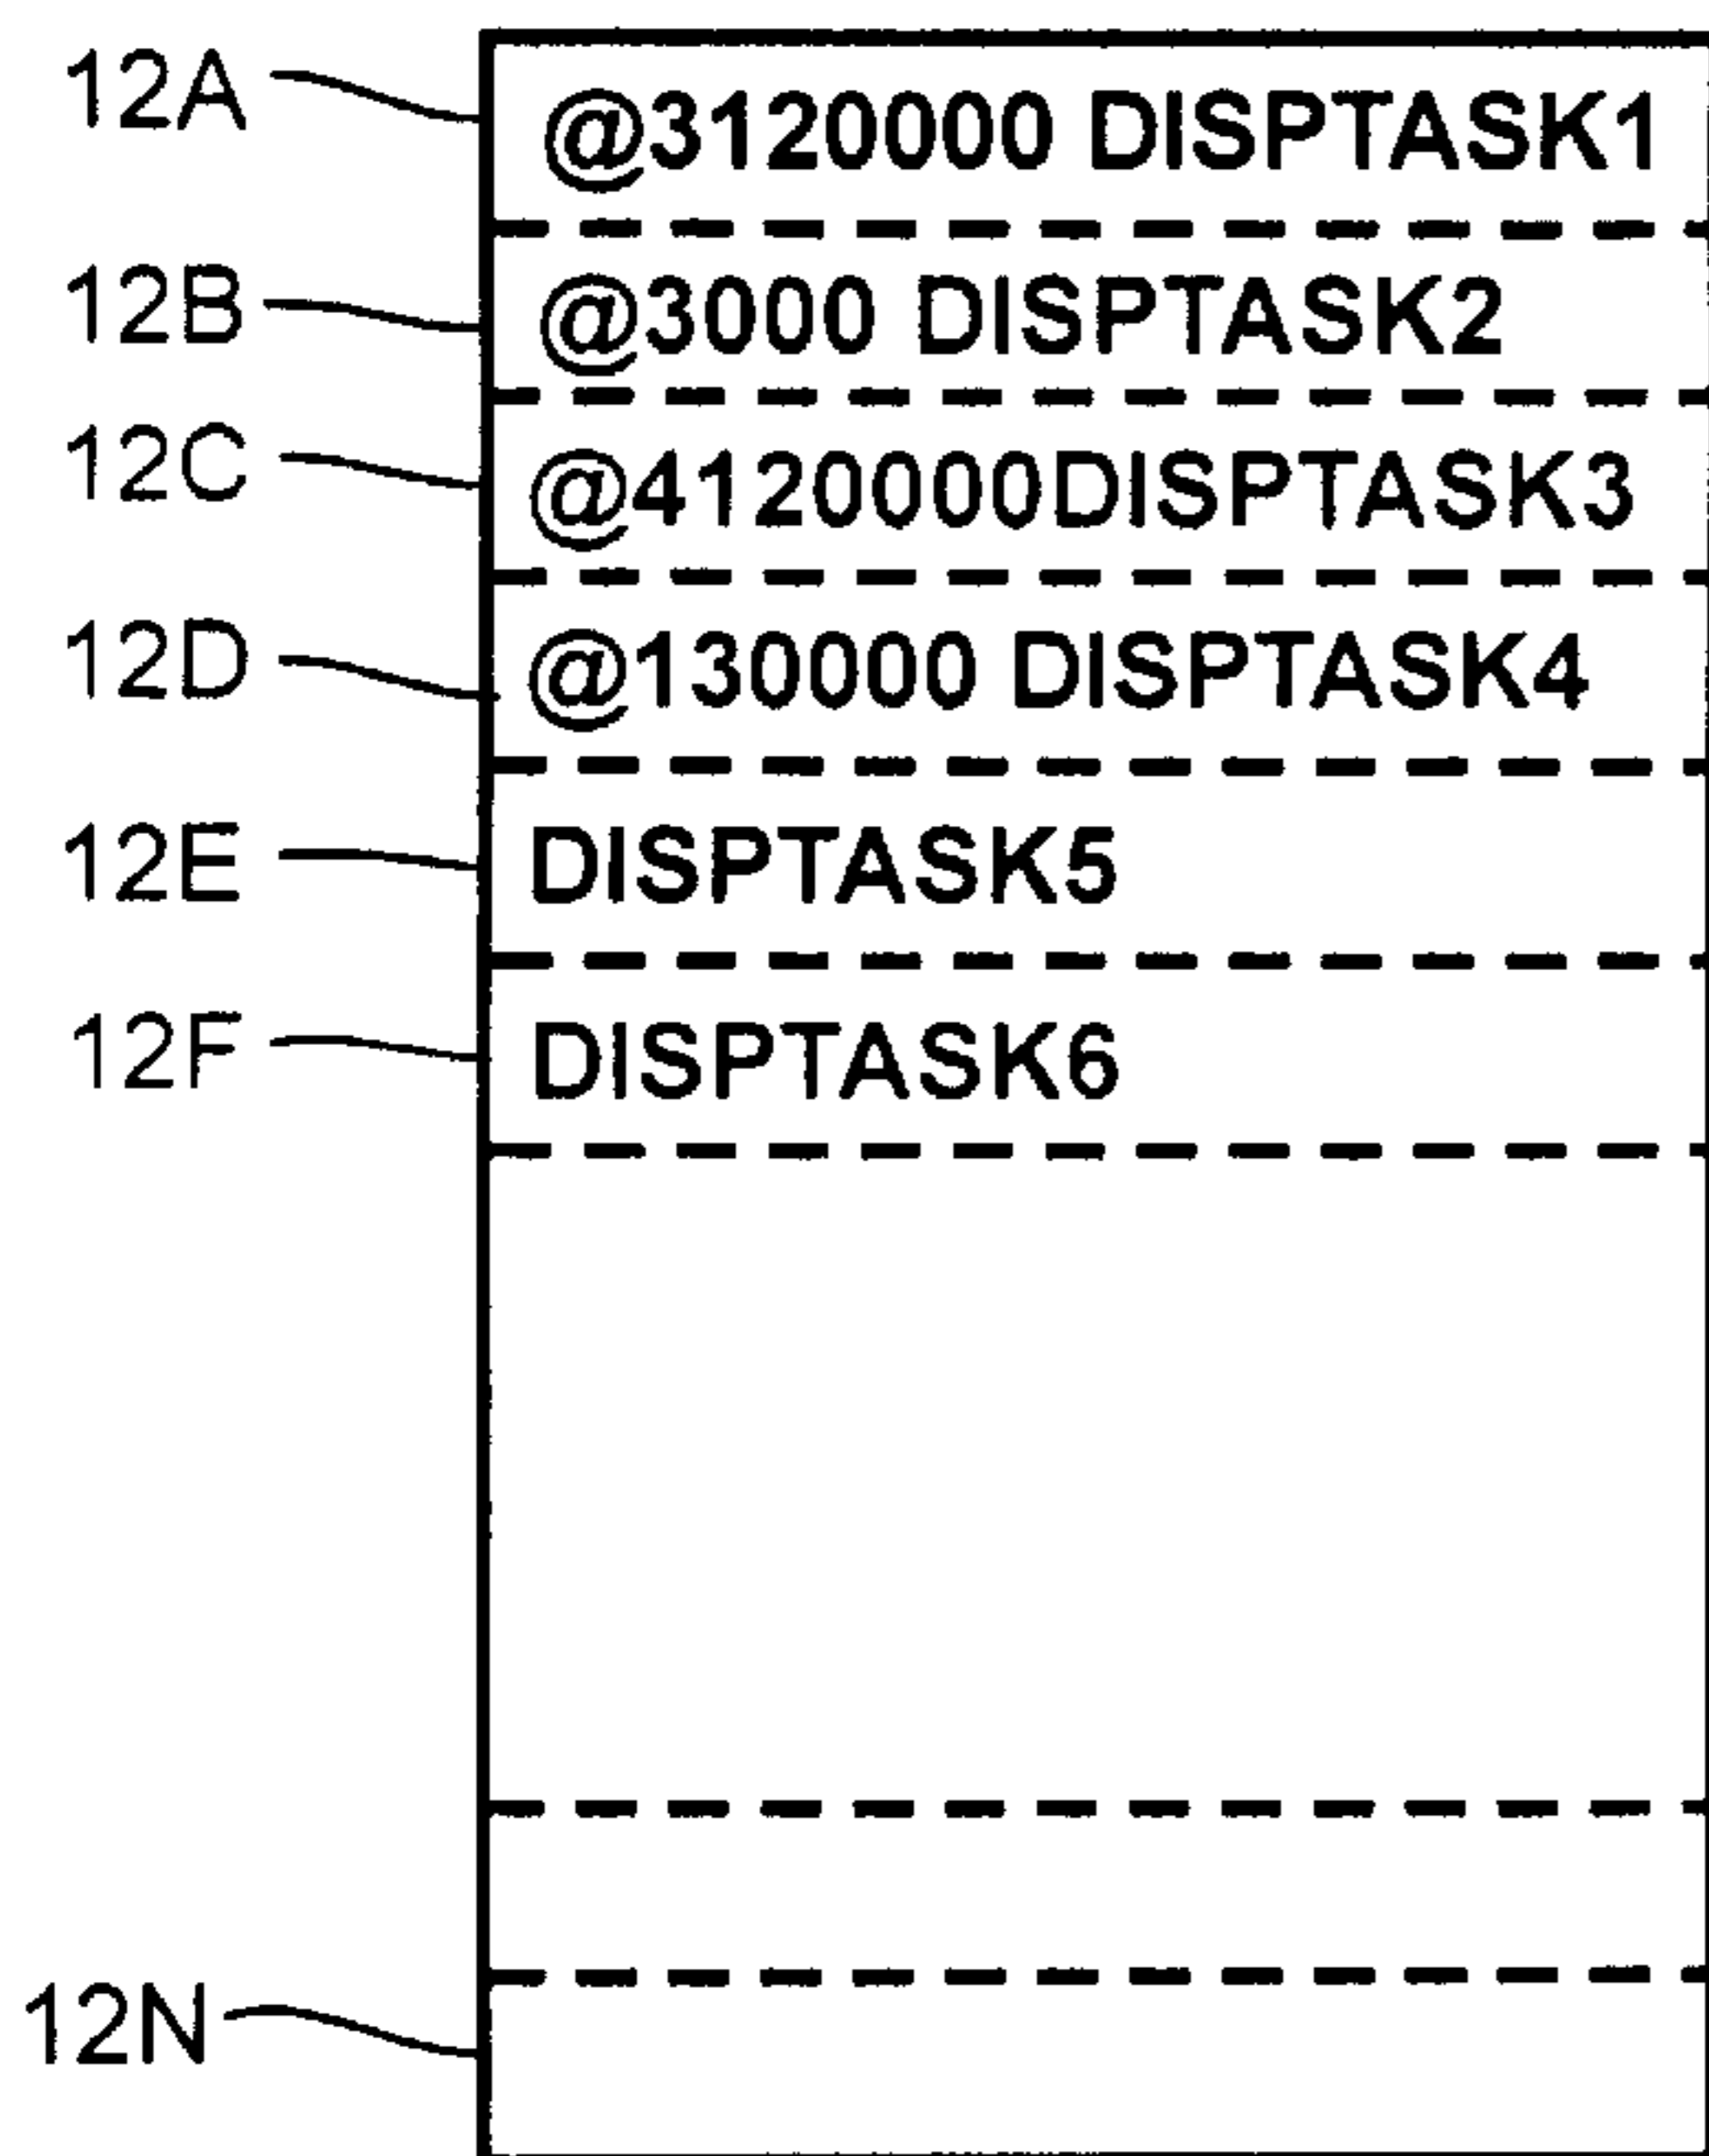 12A @3120000 DISPTASK1
12B @3000 DISPTASK2
12C @4120000DISPTASK3
12D @130000 DISPTASK4
12E DISPTASK5
12F DISPTASK6
12N